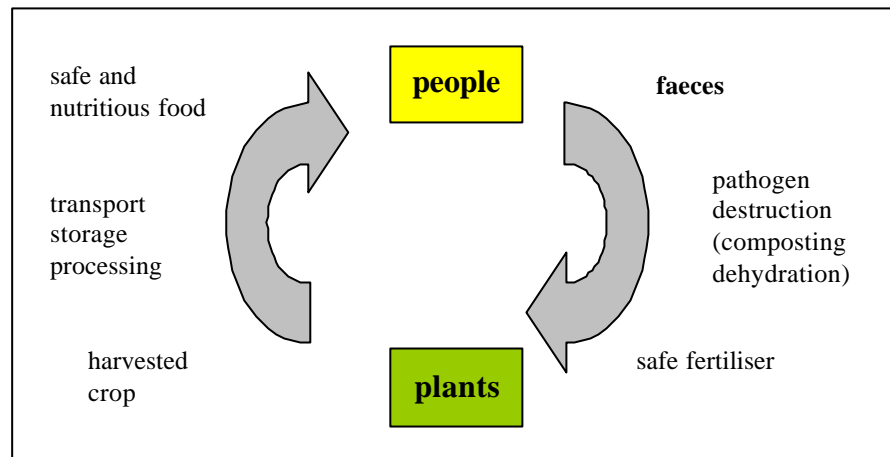 safe and
nutritious food
people
faeces
transport
storage
processing
pathogen
destruction
(composting
dehydration)
harvested
crop
plants
safe fertiliser